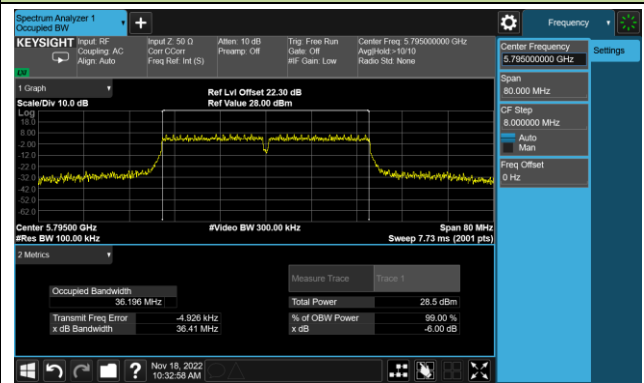 Spectrum Analyzer 1
Occupied BW
Frequency
KEYSIGHT
Input: RF
Coupling: AC
Align: Auto
Input Z: 50 Ω
Corr CCorr
Freq Ref: Int (S)
Atten: 10 dB
Preamp: Off
Trig: Free Run
Gate: Off
#IF Gain: Low
Center Freq: 5.795000000 GHz
Avg|Hold:>10/10
Radio Std: None
Center Frequency
5.795000000 GHz
Settings
Span
80.000 MHz
CF Step
8.000000 MHz
Auto
Man
Freq Offset
0 Hz
1 Graph
Scale/Div 10.0 dB
Ref Lvl Offset 22.30 dB
Ref Value 28.00 dBm
Log
18.0
8.00
-2.00
-12.0
-22.0
-32.0
-42.0
-52.0
-62.0
Center 5.79500 GHz
#Res BW 100.00 kHz
#Video BW 300.00 kHz
Span 80 MHz
Sweep 7.73 ms (2001 pts)
2 Metrics
Measure Trace Trace 1
Occupied Bandwidth
36.196 MHz
Total Power 28.5 dBm
Transmit Freq Error -4.926 kHz
% of OBW Power 99.00 %
x dB Bandwidth 36.41 MHz
x dB -6.00 dB
Nov 18, 2022
10:32:58 AM